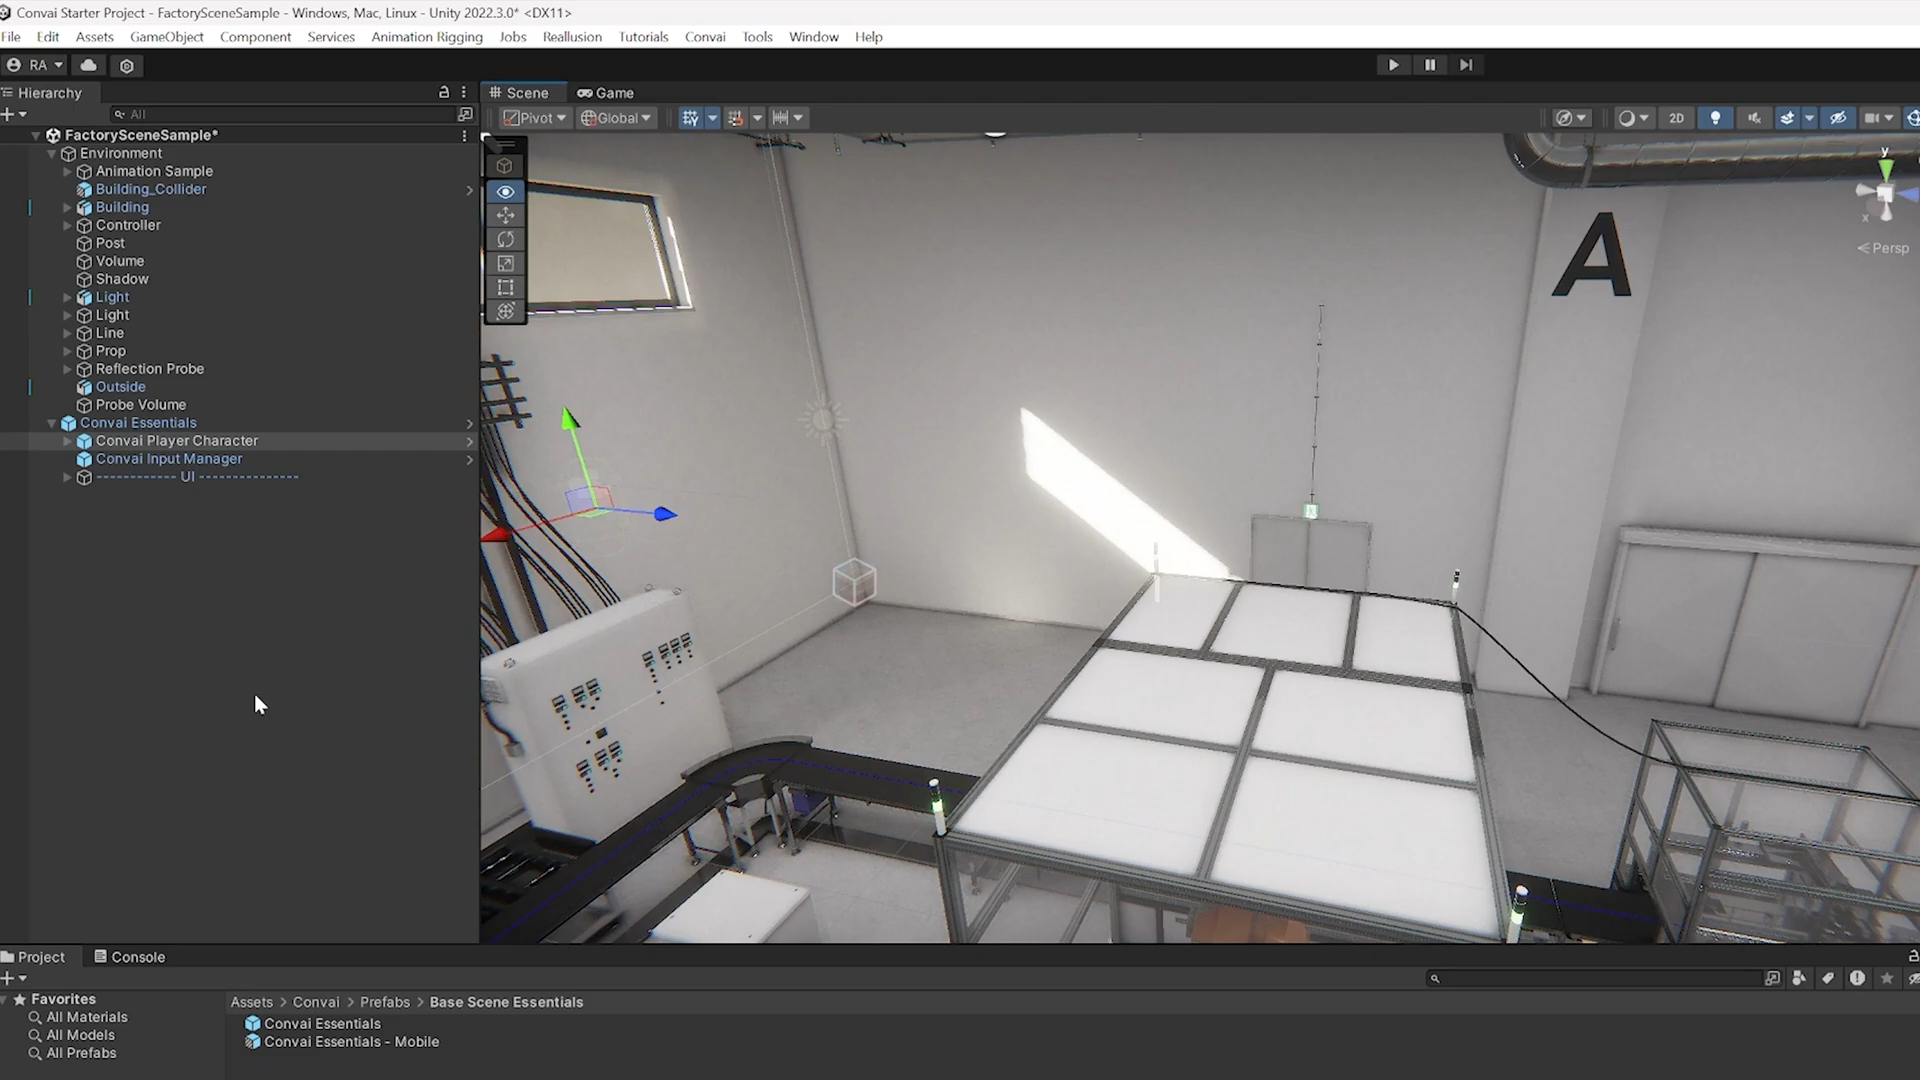 Convai Starter Project - FactorySceneSample - Windows, Mac, Linux - Unity 2022.3.0* <DX11>
File Edit Assets GameObject Component Services Animation Rigging Jobs Reallusion Tutorials Convai Tools Window Help
RA
Hierarchy
Scene Game
All
Pivot Global 2D
FactorySceneSample*
Environment
Animation Sample
Building_Collider
Building
Controller
Post
Volume
Shadow
Light
Light
Line
Prop
Reflection Probe
Outside
Probe Volume
Convai Essentials
Convai Player Character
Convai Input Manager
------------ UI ---------------
y
x
Persp
A
Project Console
Favorites
All Materials
All Models
All Prefabs
Assets > Convai > Prefabs > Base Scene Essentials
Convai Essentials
Convai Essentials - Mobile